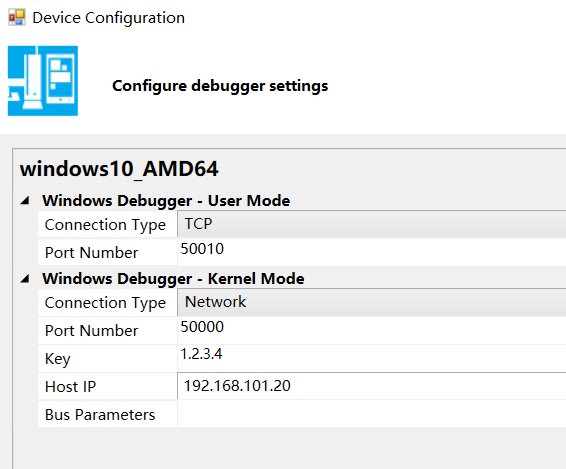 Device Configuration
Configure debugger settings
windows10_AMD64
Windows Debugger - User Mode
Connection Type TCP
Port Number 50010
Windows Debugger - Kernel Mode
Connection Type Network
Port Number 50000
Key 1.2.3.4
Host IP 192.168.101.20
Bus Parameters